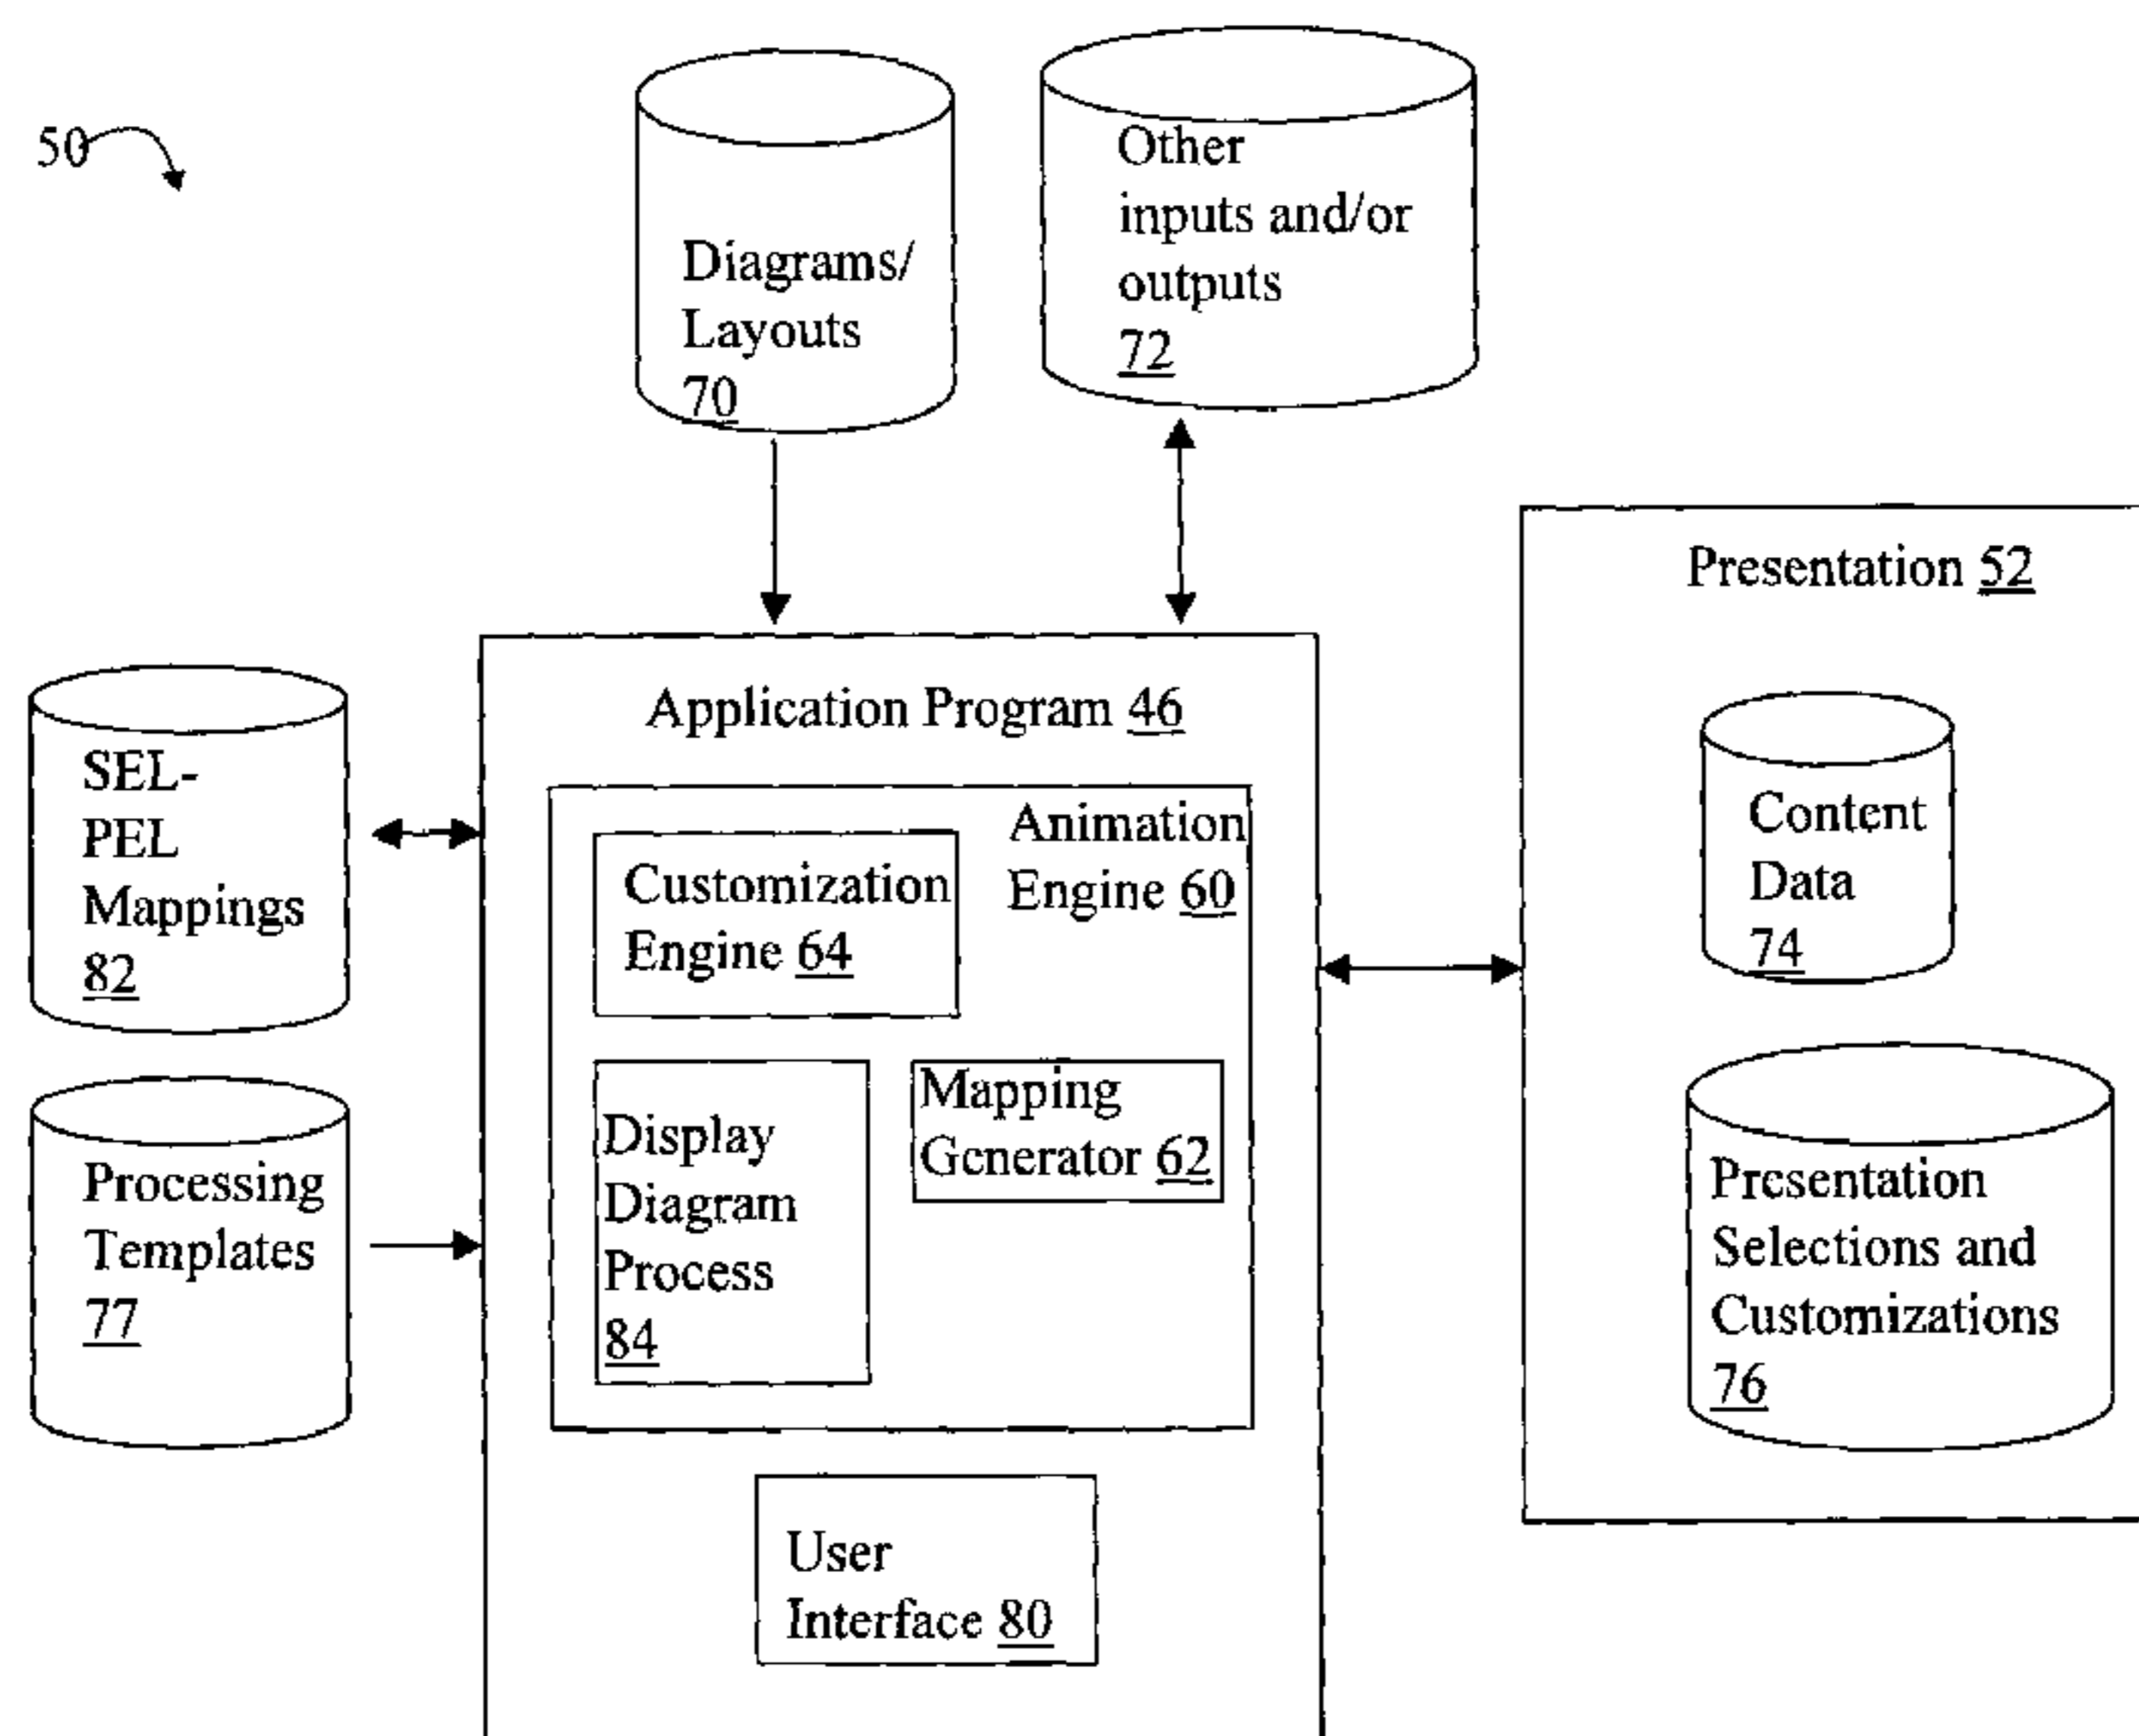 50
Diagrams/
Layouts
70
Other
inputs and/or
outputs
72
Presentation 52
Content
Data
74
Presentation
Selections and
Customizations
76
SEL-
PEL
Mappings
82
Processing
Templates
77
Application Program 46
Animation
Engine 60
Customization
Engine 64
Display
Diagram
Process
84
Mapping
Generator 62
User
Interface 80